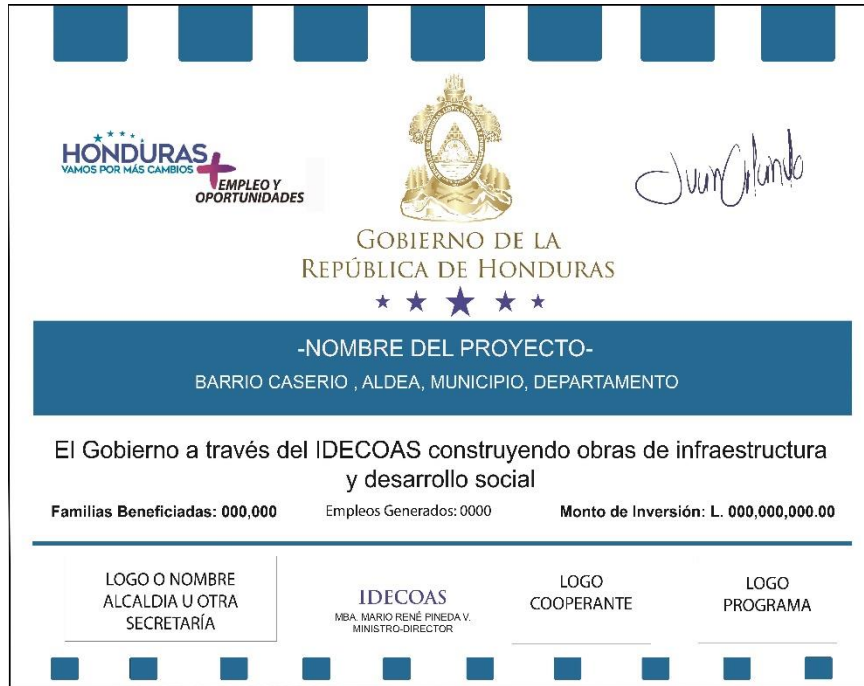 HONDURAS
VAMOS POR MÁS CAMBIOS
EMPLEO Y
OPORTUNIDADES
Juan Orlando
GOBIERNO DE LA
REPÚBLICA DE HONDURAS
-NOMBRE DEL PROYECTO-
BARRIO CASERIO , ALDEA, MUNICIPIO, DEPARTAMENTO
El Gobierno a través del IDECOAS construyendo obras de infraestructura
y desarrollo social
Familias Beneficiadas: 000,000 Empleos Generados: 0000 Monto de Inversión: L. 000,000,000.00
LOGO O NOMBRE
ALCALDIA U OTRA
SECRETARÍA
IDECOAS
MBA. MARIO RENÉ PINEDA V.
MINISTRO-DIRECTOR
LOGO
COOPERANTE
LOGO
PROGRAMA